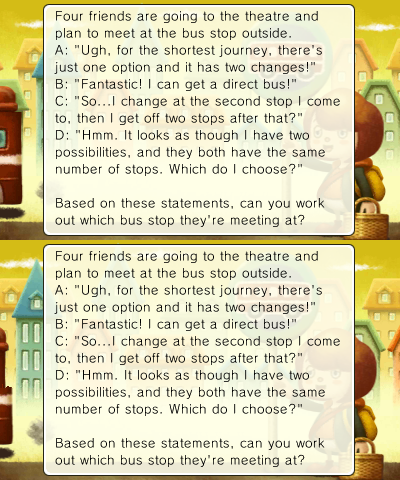 Four friends are going to the theatre and
plan to meet at the bus stop outside.
A: "Ugh, for the shortest journey, there's
just one option and it has two changes!"
B: "Fantastic! I can get a direct bus!"
C: "So...I change at the second stop I come
to, then I get off two stops after that?"
D: "Hmm. It looks as though I have two
possibilities, and they both have the same
number of stops. Which do I choose?"
Based on these statements, can you work
out which bus stop they're meeting at?
Four friends are going to the theatre and
plan to meet at the bus stop outside.
A: "Ugh, for the shortest journey, there's
just one option and it has two changes!"
B: "Fantastic! I can get a direct bus!"
C: "So...I change at the second stop I come
to, then I get off two stops after that?"
D: "Hmm. It looks as though I have two
possibilities, and they both have the same
number of stops. Which do I choose?"
Based on these statements, can you work
out which bus stop they're meeting at?